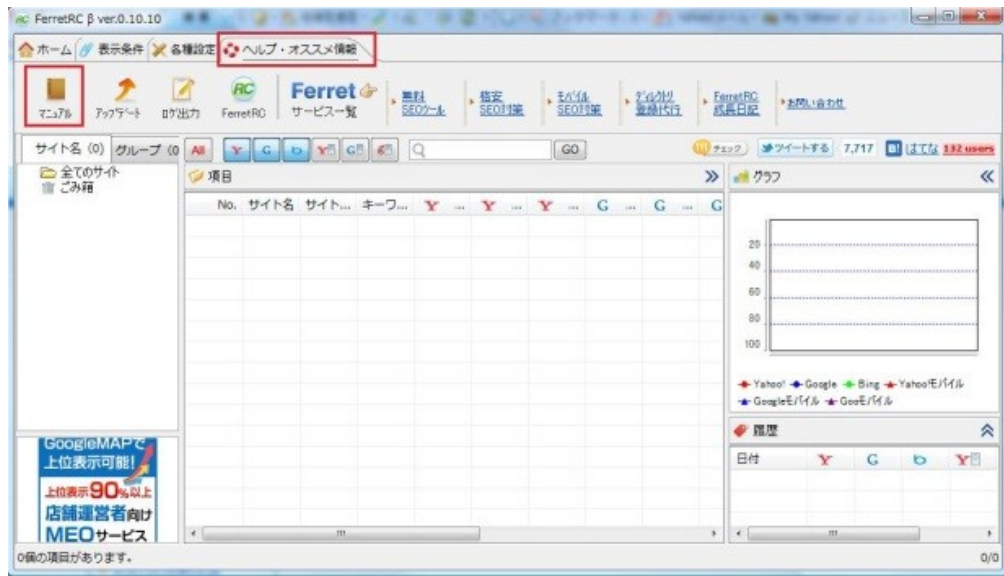 FerretRC β ver.0.10.10
ホーム 表示条件 各種設定 ヘルプ・オススメ情報
マニュアル アップデート ログ出力 FerretRC Ferret サービス一覧 無料 SEOツール 格安 SEO対策 モバイル SEO対策 ディレクトリ 登録代行 FerretRC 成長日記 お問い合わせ
サイト名 (0) グループ (0 All Y G b Y G GO チェック ツイートする 7,717 B! はてな 132 users
全てのサイト
ごみ箱
項目
No. サイト名 サイト... キーワ... Y ... Y ... Y ... G ... G ... G
グラフ
20
40
60
80
100
Yahoo! Google Bing Yahoo!モバイル
Googleモバイル Gooモバイル
履歴
日付 Y G b Y
GoogleMAPで
上位表示可能!
上位表示90%以上
店舗運営者向け
MEOサービス
0個の項目があります。
0/0